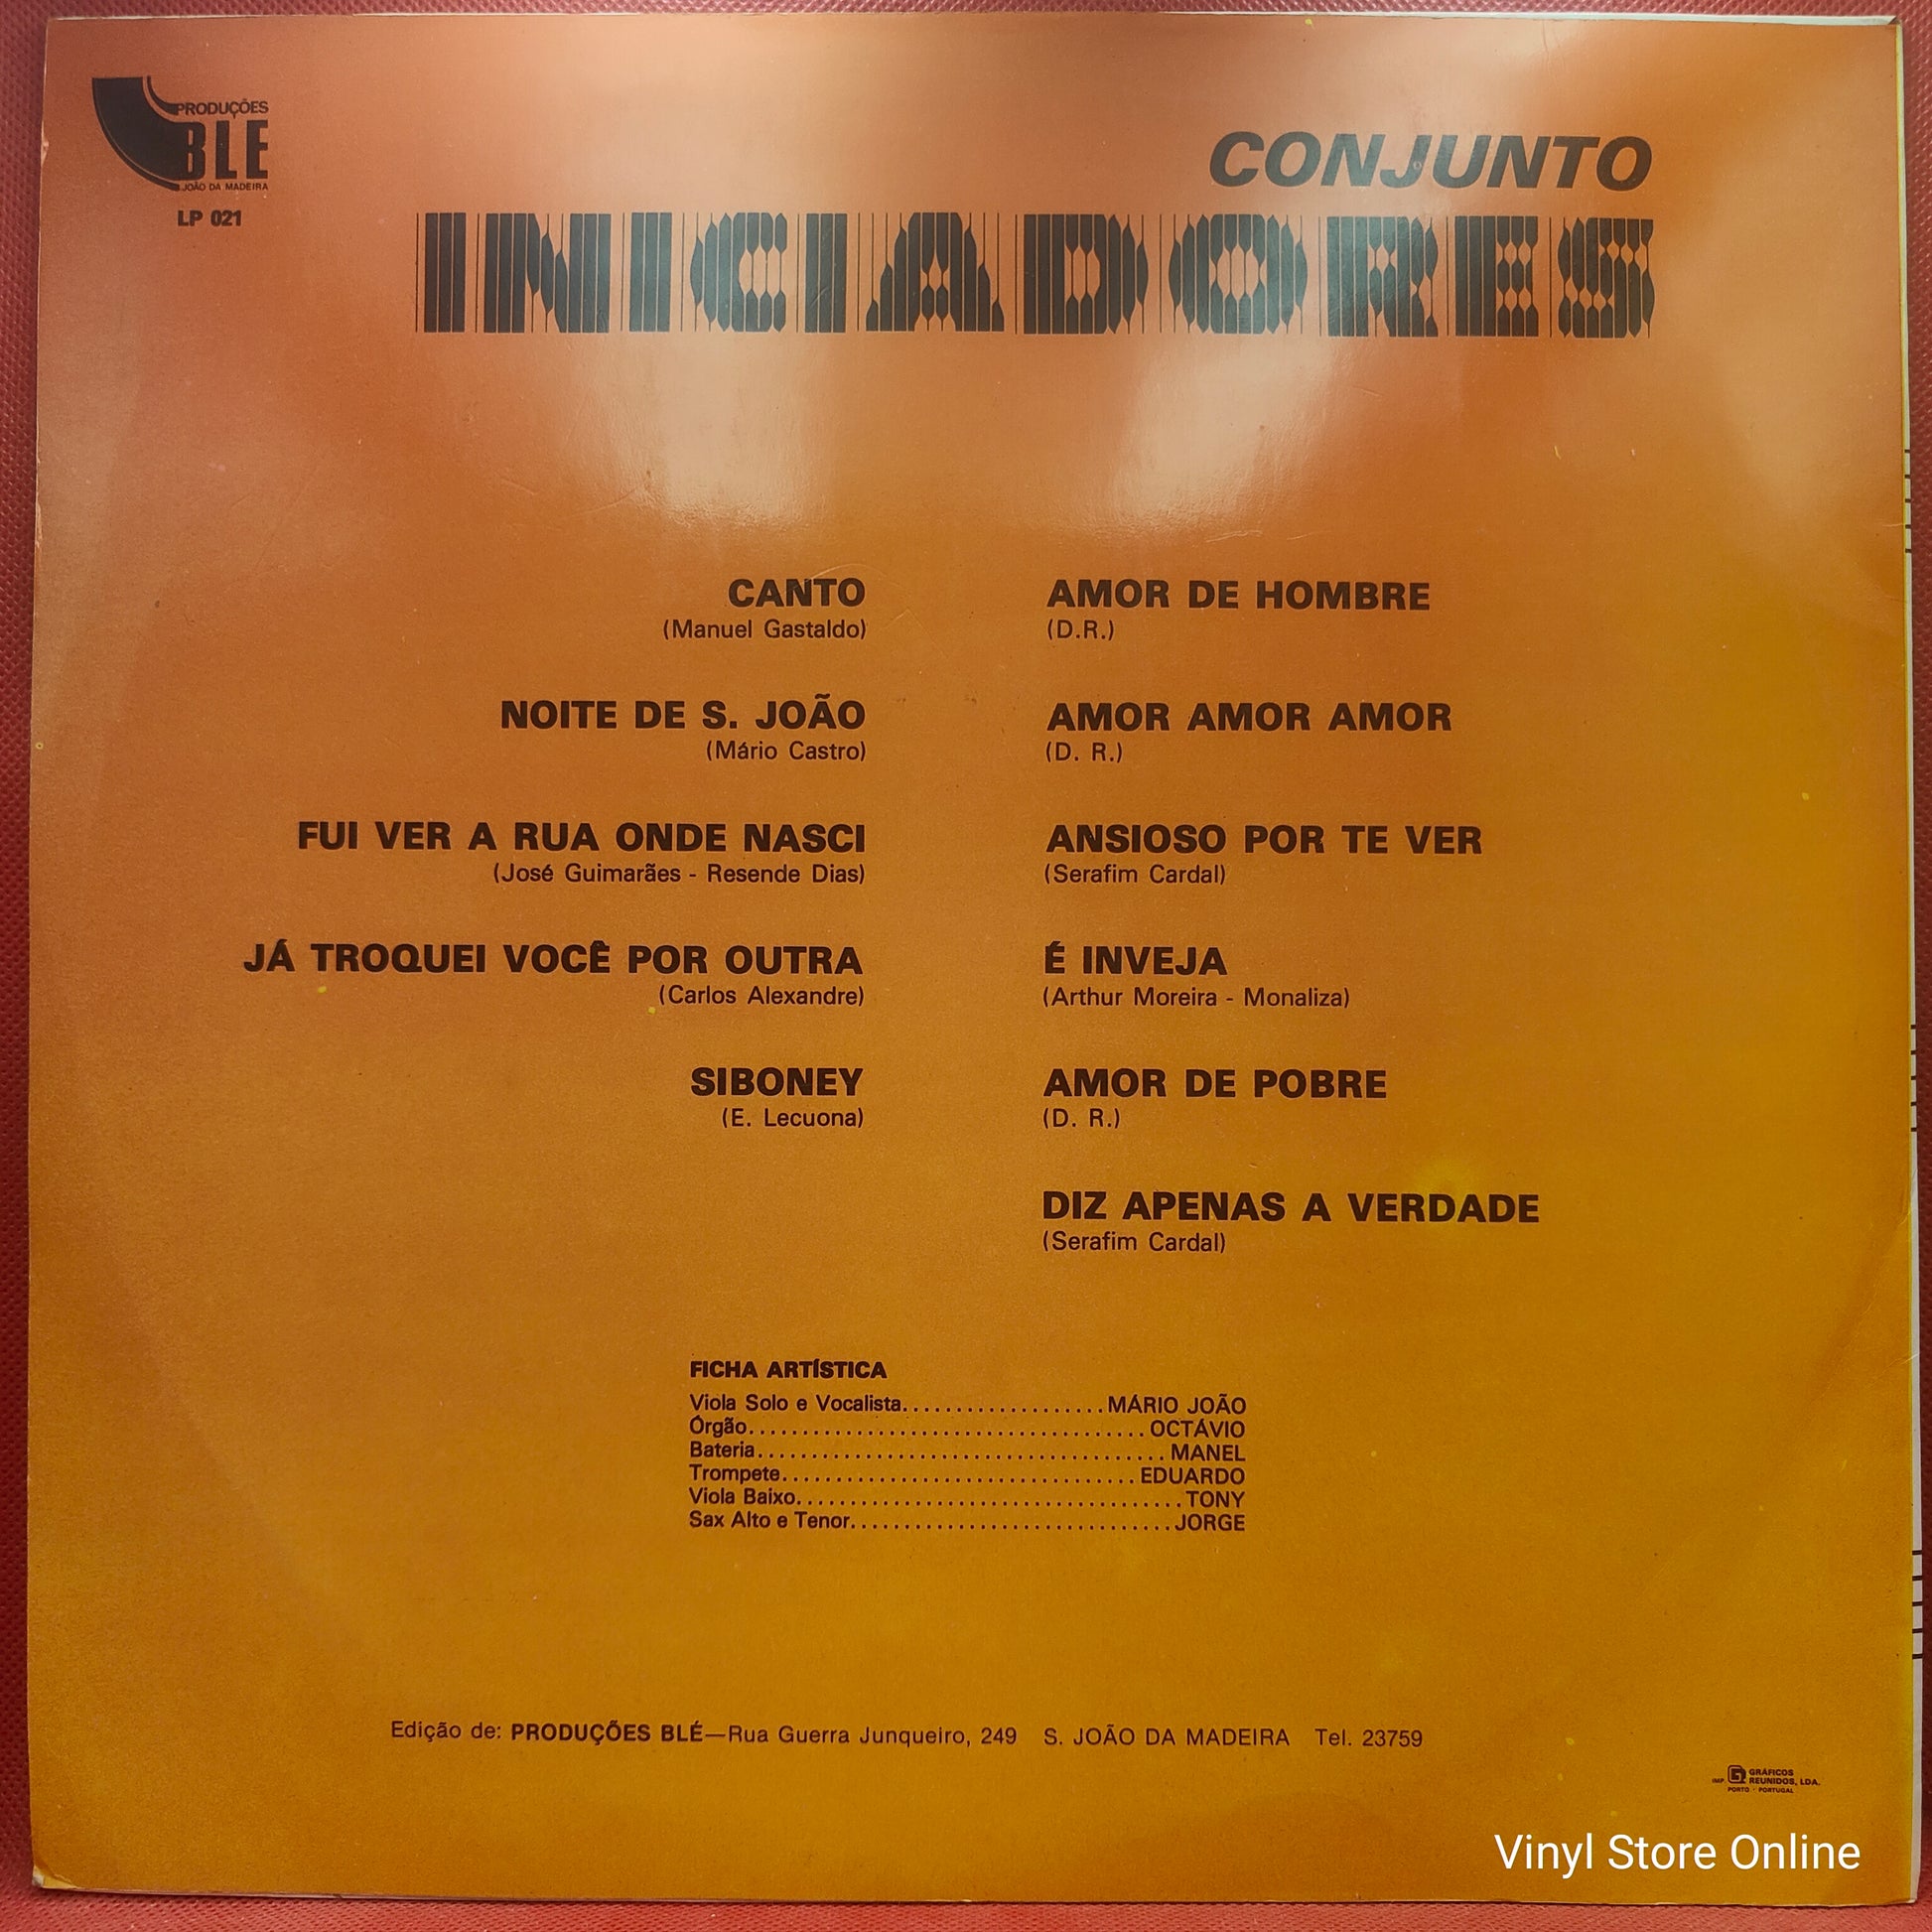 PRODUÇÕES
BLE
JOÃO DA MADEIRA
LP 021
CONJUNTO
INICIADORES
CANTO
(Manuel Gastaldo)
NOITE DE S. JOÃO
(Mário Castro)
FUI VER A RUA ONDE NASCI
(José Guimarães - Resende Dias)
JÁ TROQUEI VOCÊ POR OUTRA
(Carlos Alexandre)
SIBONEY
(E. Lecuona)
AMOR DE HOMBRE
(D.R.)
AMOR AMOR AMOR
(D. R.)
ANSIOSO POR TE VER
(Serafim Cardal)
É INVEJA
(Arthur Moreira - Monaliza)
AMOR DE POBRE
(D. R.)
DIZ APENAS A VERDADE
(Serafim Cardal)
FICHA ARTÍSTICA
Viola Solo e Vocalista...................MÁRIO JOÃO
Órgão.....................................OCTÁVIO
Bateria......................................MANEL
Trompete.................................EDUARDO
Viola Baixo....................................TONY
Sax Alto e Tenor..............................JORGE
Edição de: PRODUÇÕES BLÉ—Rua Guerra Junqueiro, 249 S. JOÃO DA MADEIRA Tel. 23759
IMP. G GRÁFICOS
REUNIDOS, LDA.
PORTO - PORTUGAL
Vinyl Store Online